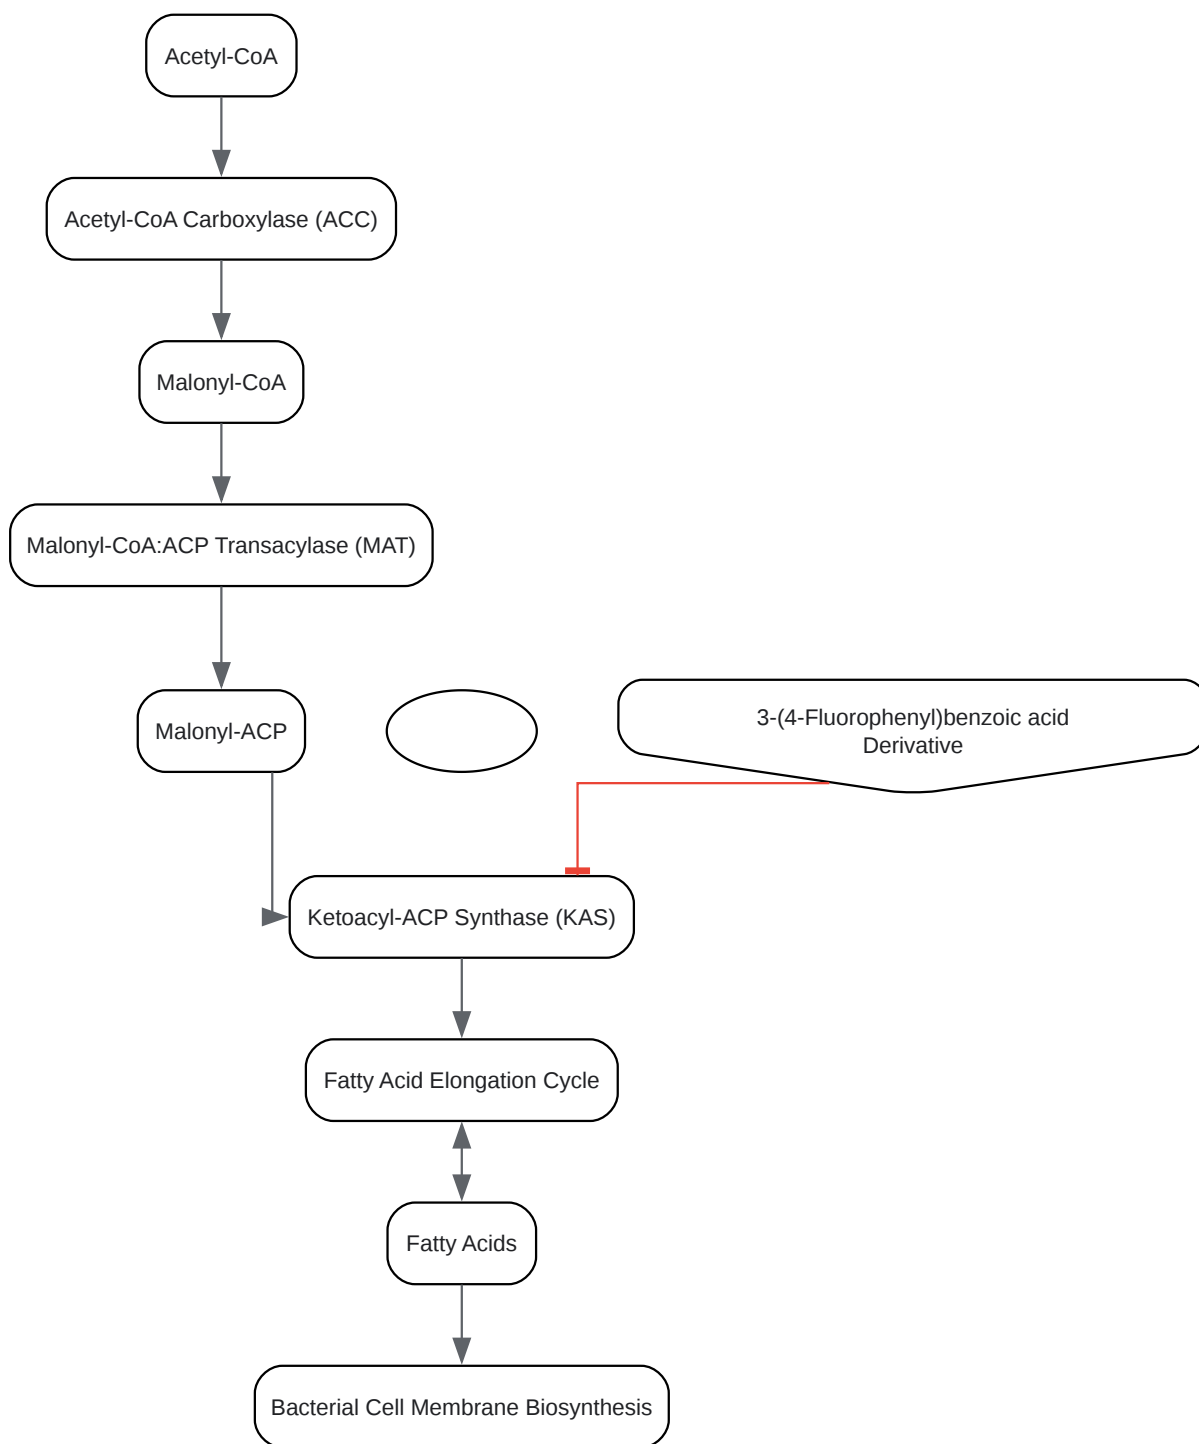 Acetyl-CoA
Acetyl-CoA Carboxylase (ACC)
Malonyl-CoA
Malonyl-CoA:ACP Transacylase (MAT)
Malonyl-ACP
3-(4-Fluorophenyl)benzoic acid
Derivative
Ketoacyl-ACP Synthase (KAS)
Fatty Acid Elongation Cycle
Fatty Acids
Bacterial Cell Membrane Biosynthesis